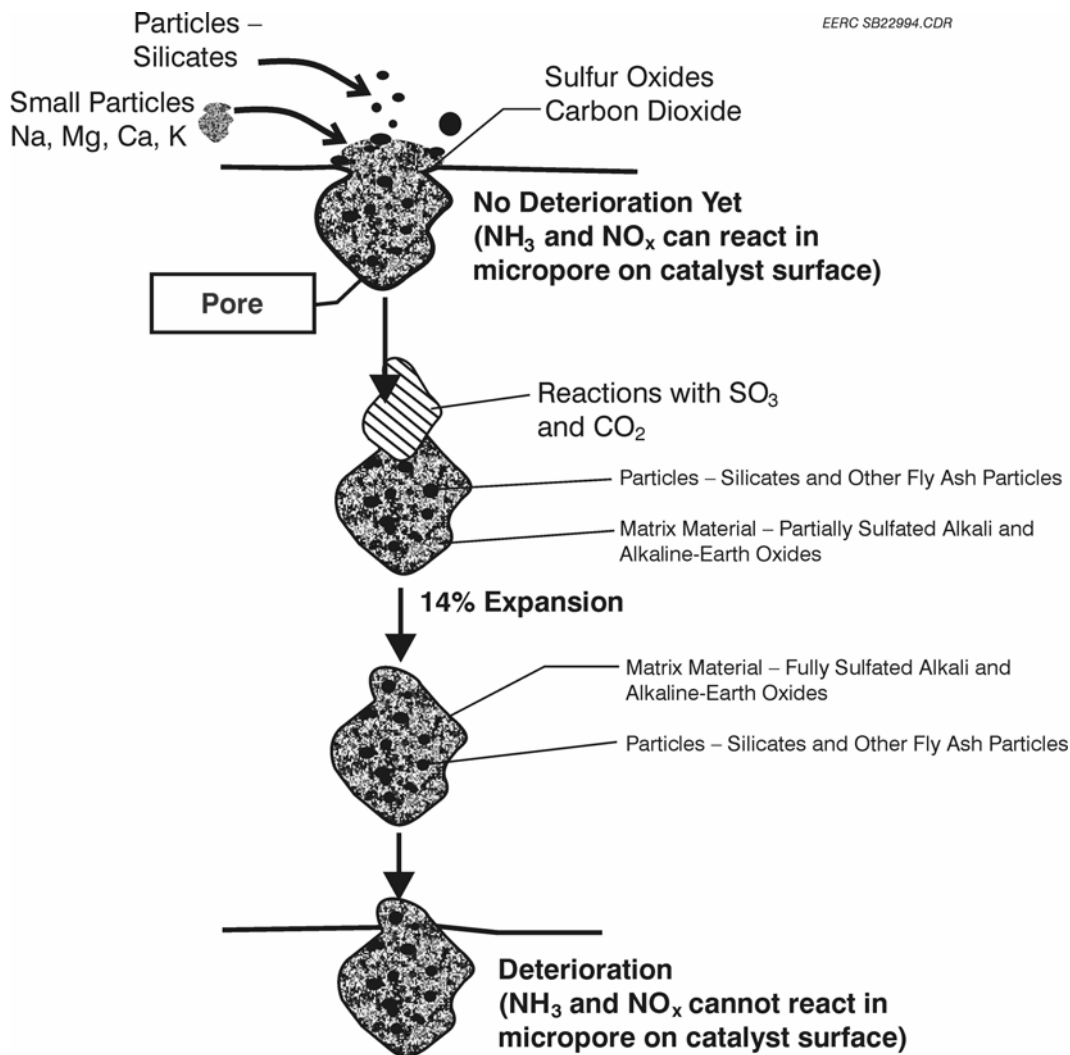 EERC SB22994.CDR
Particles –
Silicates
Small Particles
Na, Mg, Ca, K
Sulfur Oxides
Carbon Dioxide
No Deterioration Yet
(NH₃ and NOₓ can react in
micropore on catalyst surface)
Pore
Reactions with SO₃
and CO₂
Particles – Silicates and Other Fly Ash Particles
Matrix Material – Partially Sulfated Alkali and
Alkaline-Earth Oxides
14% Expansion
Matrix Material – Fully Sulfated Alkali and
Alkaline-Earth Oxides
Particles – Silicates and Other Fly Ash Particles
Deterioration
(NH₃ and NOₓ cannot react in
micropore on catalyst surface)